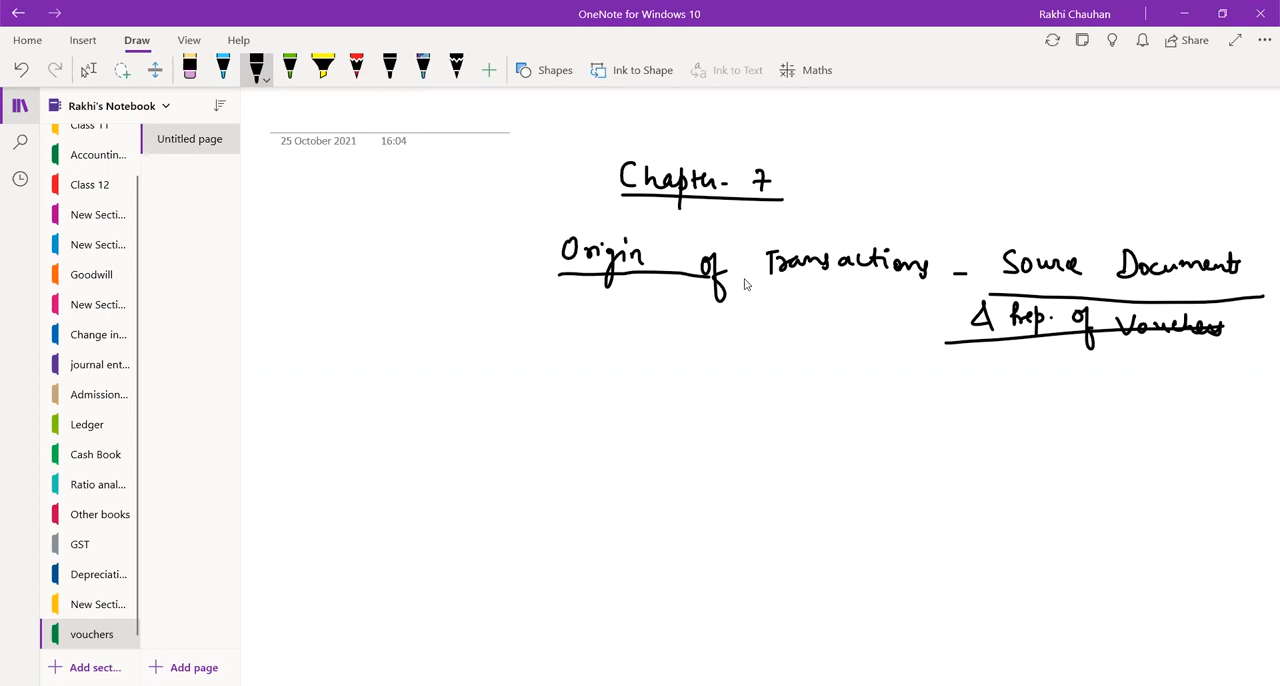 OneNote for Windows 10
Rakhi Chauhan
Home Insert Draw View Help
Share
Shapes Ink to Shape Ink to Text Maths
Rakhi's Notebook
Class 11
Accountin...
Class 12
New Secti...
New Secti...
Goodwill
New Secti...
Change in...
journal ent...
Admission...
Ledger
Cash Book
Ratio anal...
Other books
GST
Depreciati...
New Secti...
vouchers
Add sect...
Untitled page
Add page
25 October 2021 16:04
Chapter - 7
Origin of Transactions - Source Documents
& Prep. of Vouchers